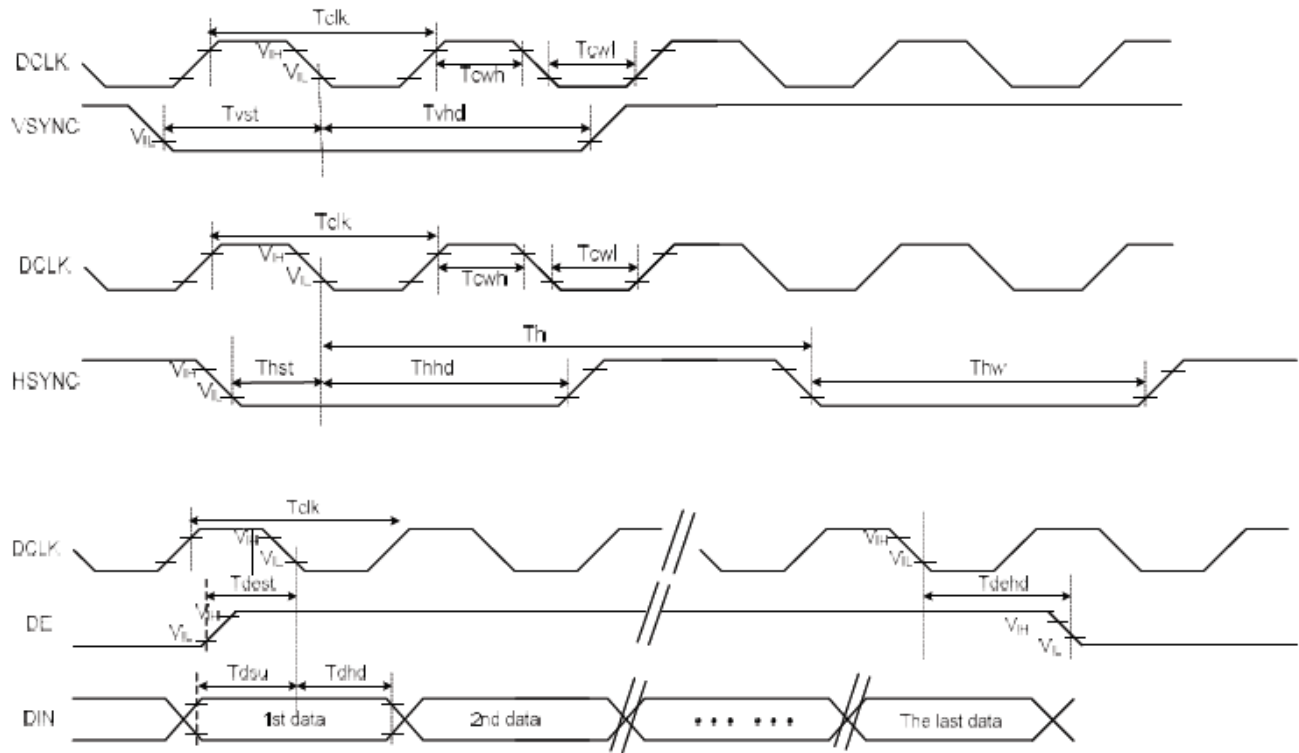 Tclk
DCLK VIH VIL Tcwh Tcwl
VSYNC VIL Tvst Tvhd
Tclk
DCLK VIH VIL Tcwh Tcwl
Th
HSYNC VIH VIL Thst Thhd Thw
Tclk
DCLK VIH VIL VIH VIL
Tdest Tdehd
DE VIH VIL VIH VIL
Tdsu Tdhd
DIN 1st data 2nd data ... ... The last data